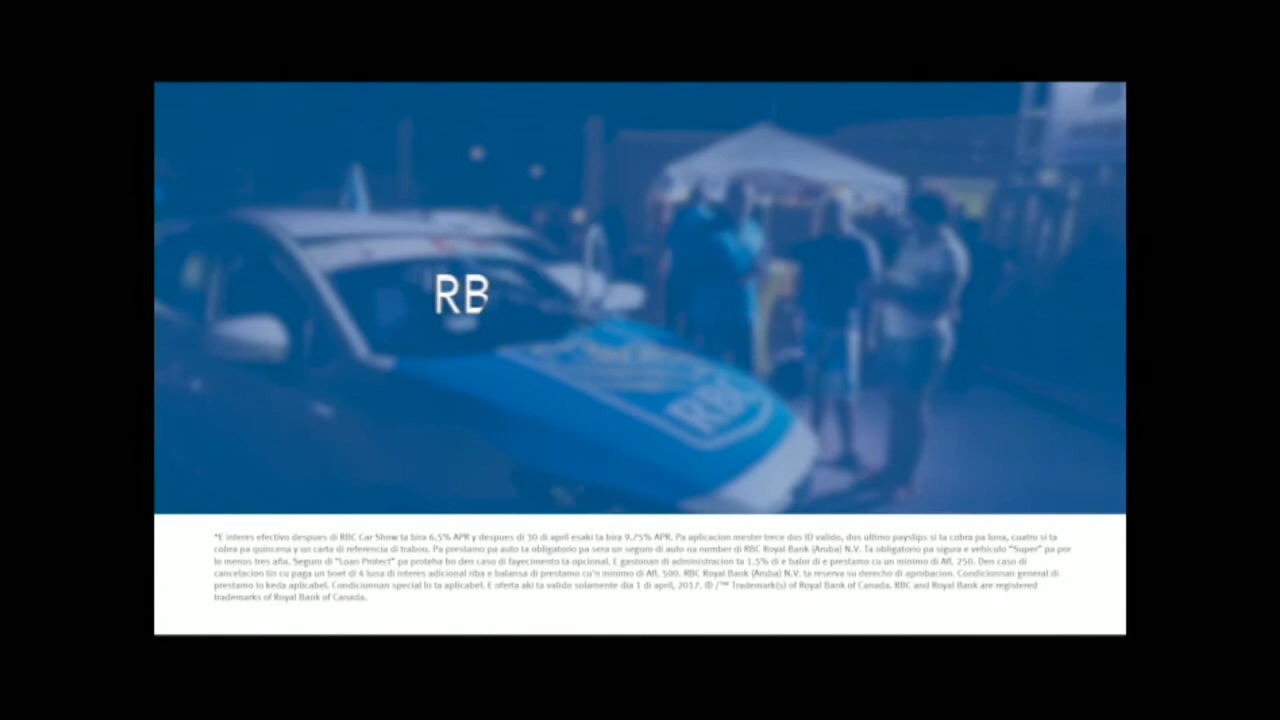 RB
RBC
*E interes efectivo despues di RBC Car Show ta bira 6.5% APR y despues di 30 di april esaki ta bira 9.75% APR. Pa aplicacion mester trece dos ID valido, dos ultimo payslips si ta cobra pa luna, cuatro si ta
cobra pa quincena y un carta di referencia di trabou. Pa prestamo pa auto ta obligatorio pa sera un seguro di auto na nomber di RBC Royal Bank (Aruba) N.V. Ta obligatorio pa sigura e vehiculo "Super" pa por
lo menos tres aña. Seguro di "Loan Protect" pa proteha bo den caso di fayecimento ta opcional. E gastonan di administracion ta 1.5% di e balor di e prestamo cu un minimo di Afl. 250. Den caso di
cancelacion tin cu paga un boet di 4 luna di interes adicional riba e balansa di prestamo cu'n minimo di Afl. 500. RBC Royal Bank (Aruba) N.V. ta reserva su derecho di aprobacion. Condicionnan general di
prestamo lo keda aplicabel. Condicionnan special lo ta aplicabel. E oferta aki ta valido solamente dia 1 di april, 2017. ® /™ Trademark(s) of Royal Bank of Canada. RBC and Royal Bank are registered
trademarks of Royal Bank of Canada.